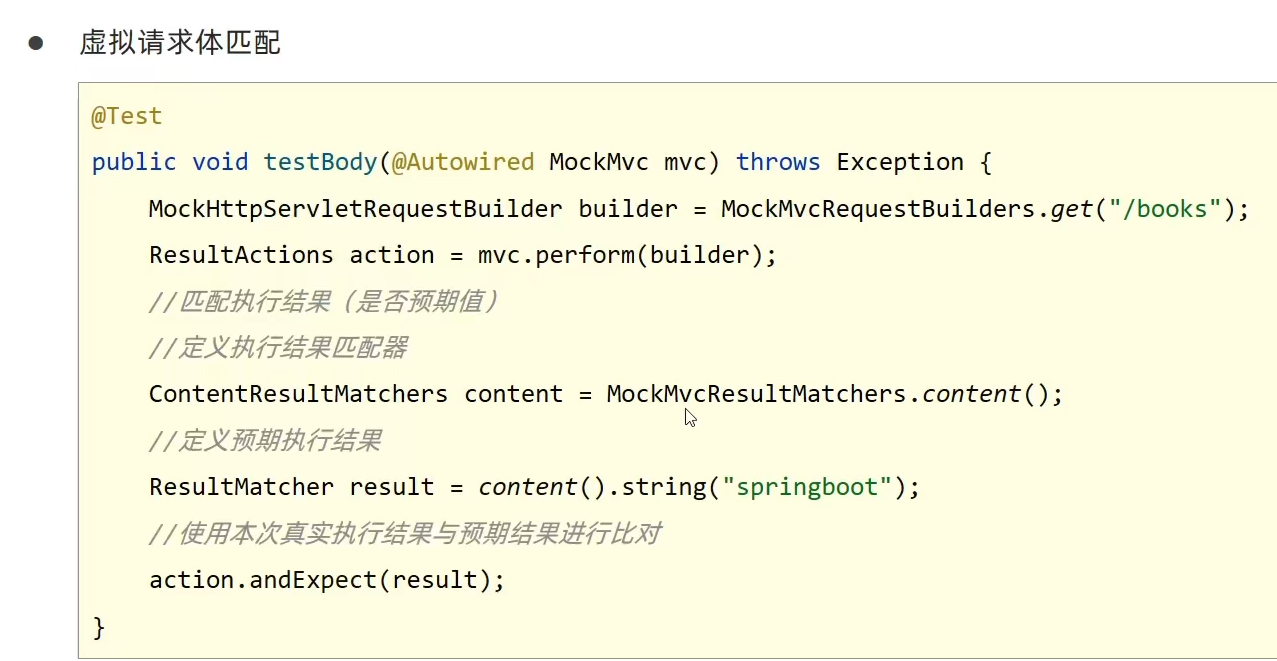 ● 虚拟请求体匹配
@Test
public void testBody(@Autowired MockMvc mvc) throws Exception {
    MockHttpServletRequestBuilder builder = MockMvcRequestBuilders.get("/books");
    ResultActions action = mvc.perform(builder);
    //匹配执行结果（是否预期值）
    //定义执行结果匹配器
    ContentResultMatchers content = MockMvcResultMatchers.content();
    //定义预期执行结果
    ResultMatcher result = content().string("springboot");
    //使用本次真实执行结果与预期结果进行比对
    action.andExpect(result);
}